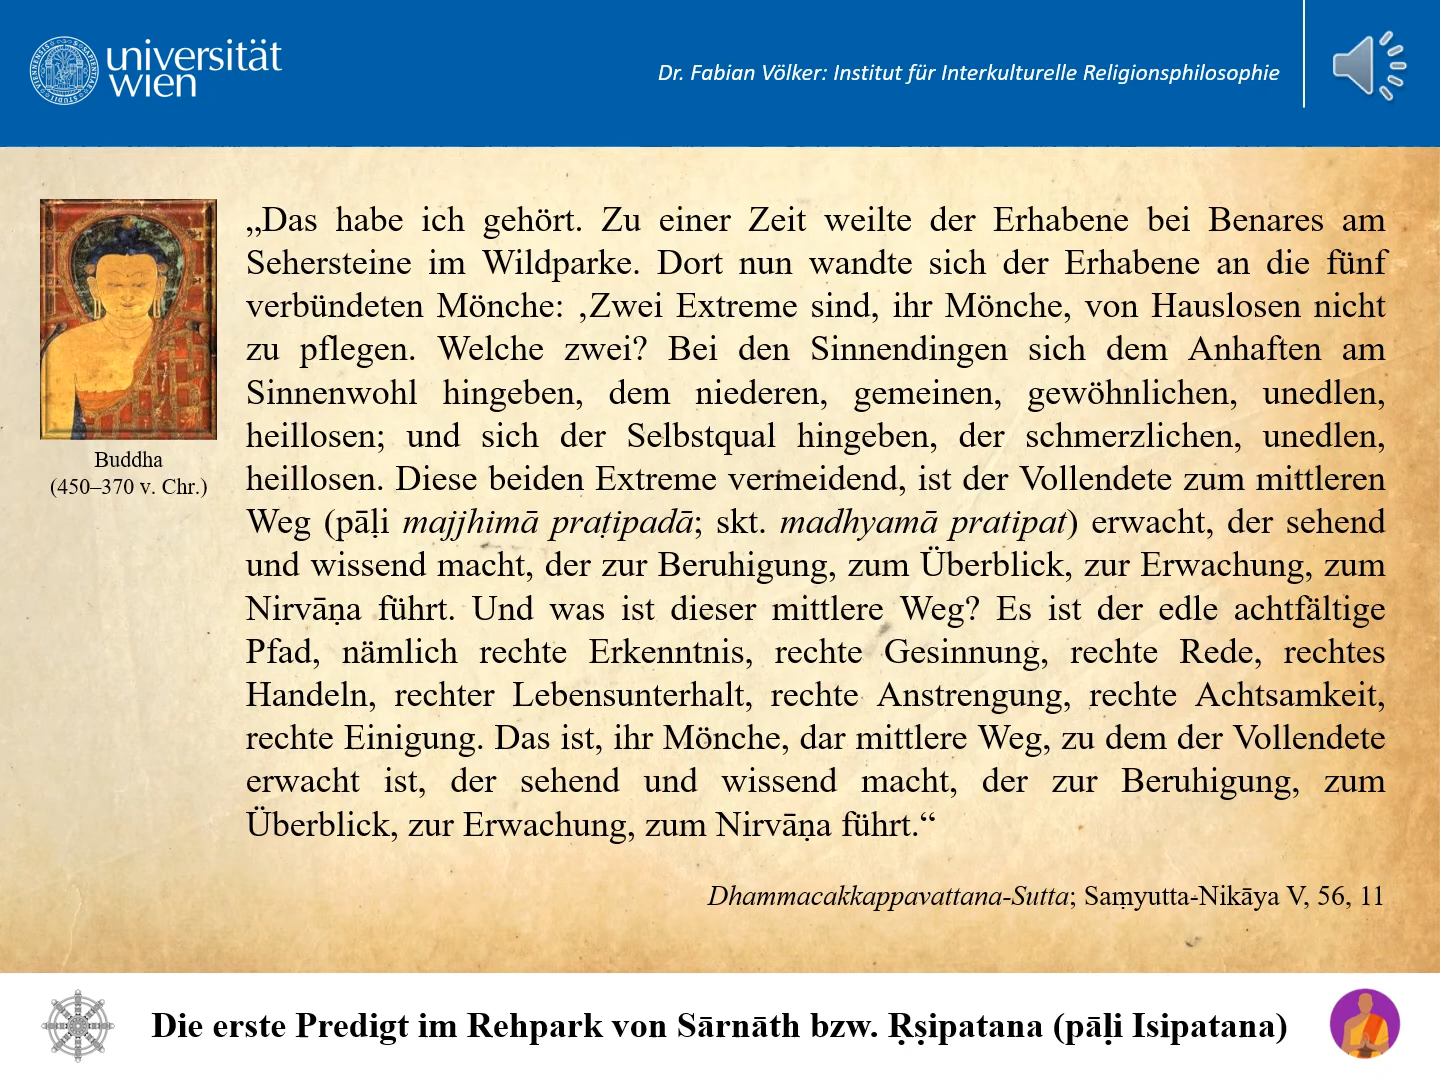 universität
wien
Dr. Fabian Völker: Institut für Interkulturelle Religionsphilosophie
Buddha
(450–370 v. Chr.)
„Das habe ich gehört. Zu einer Zeit weilte der Erhabene bei Benares am
Sehersteine im Wildparke. Dort nun wandte sich der Erhabene an die fünf
verbündeten Mönche: ‚Zwei Extreme sind, ihr Mönche, von Hauslosen nicht
zu pflegen. Welche zwei? Bei den Sinnendingen sich dem Anhaften am
Sinnenwohl hingeben, dem niederen, gemeinen, gewöhnlichen, unedlen,
heillosen; und sich der Selbstqual hingeben, der schmerzlichen, unedlen,
heillosen. Diese beiden Extreme vermeidend, ist der Vollendete zum mittleren
Weg (pāḷi majjhimā praṭipadā; skt. madhyamā pratipat) erwacht, der sehend
und wissend macht, der zur Beruhigung, zum Überblick, zur Erwachung, zum
Nirvāṇa führt. Und was ist dieser mittlere Weg? Es ist der edle achtfältige
Pfad, nämlich rechte Erkenntnis, rechte Gesinnung, rechte Rede, rechtes
Handeln, rechter Lebensunterhalt, rechte Anstrengung, rechte Achtsamkeit,
rechte Einigung. Das ist, ihr Mönche, dar mittlere Weg, zu dem der Vollendete
erwacht ist, der sehend und wissend macht, der zur Beruhigung, zum
Überblick, zur Erwachung, zum Nirvāṇa führt.“
Dhammacakkappavattana-Sutta; Saṃyutta-Nikāya V, 56, 11
Die erste Predigt im Rehpark von Sārnāth bzw. Ṛṣipatana (pāḷi Isipatana)